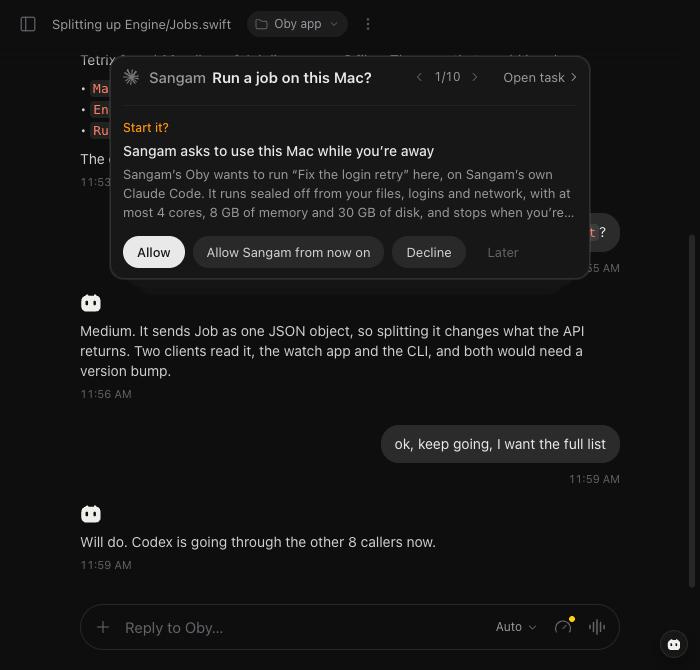 Splitting up Engine/Jobs.swift
Oby app
Sangam Run a job on this Mac?
1/10
Open task
Start it?
Sangam asks to use this Mac while you’re away
Sangam’s Oby wants to run “Fix the login retry” here, on Sangam’s own
Claude Code. It runs sealed off from your files, logins and network, with at
most 4 cores, 8 GB of memory and 30 GB of disk, and stops when you’re…
Allow
Allow Sangam from now on
Decline
Later
• Ma
• En
• Ru
The
11:53
t?
55 AM
Medium. It sends Job as one JSON object, so splitting it changes what the API
returns. Two clients read it, the watch app and the CLI, and both would need a
version bump.
11:56 AM
ok, keep going, I want the full list
11:59 AM
Will do. Codex is going through the other 8 callers now.
11:59 AM
Reply to Oby…
Auto